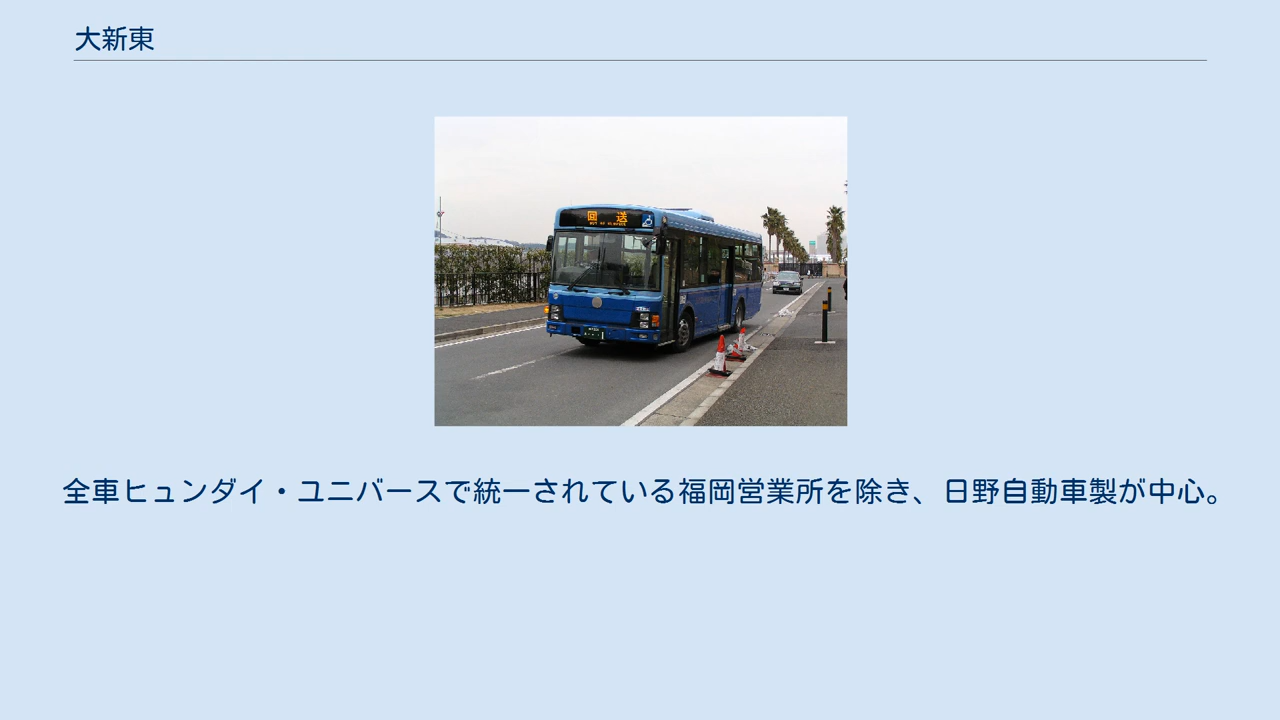 大新東
回送
全車ヒュンダイ・ユニバースで統一されている福岡営業所を除き、日野自動車製が中心。